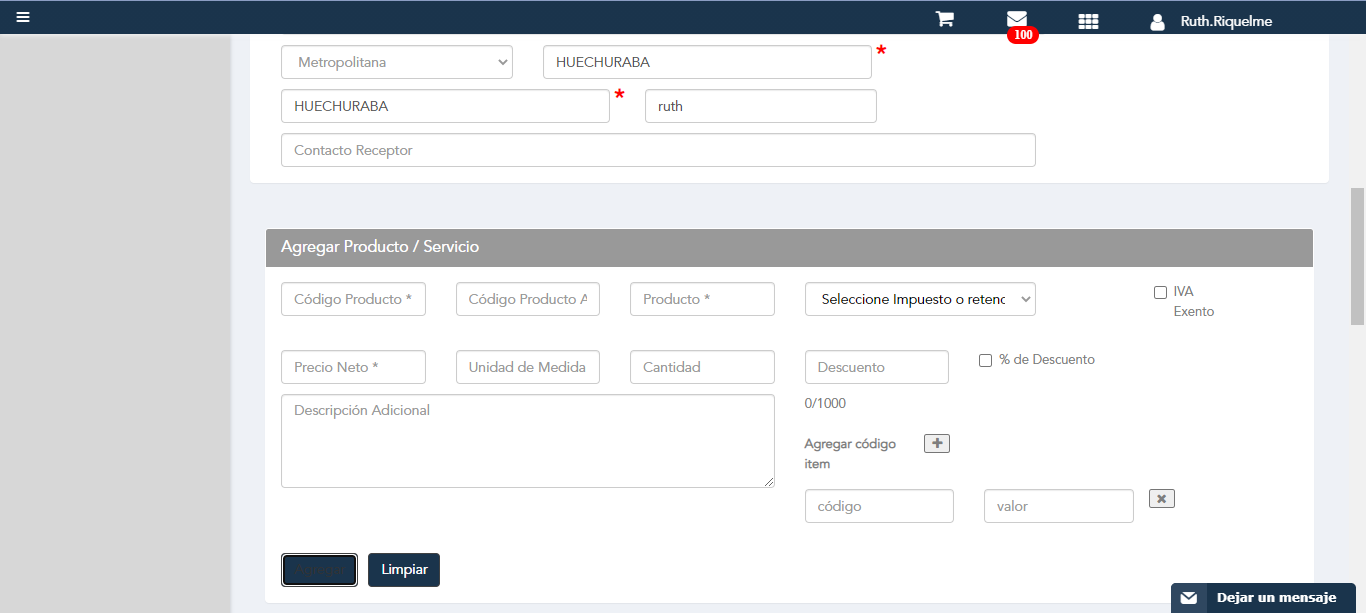 Ruth.Riquelme
100
Metropolitana
HUECHURABA
*
HUECHURABA
*
ruth
Contacto Receptor
Agregar Producto / Servicio
Código Producto *
Código Producto A
Producto *
Seleccione Impuesto o retenc
IVA
Exento
Precio Neto *
Unidad de Medida
Cantidad
Descuento
% de Descuento
Descripción Adicional
0/1000
Agregar código
item
código
valor
Agregar
Limpiar
Dejar un mensaje